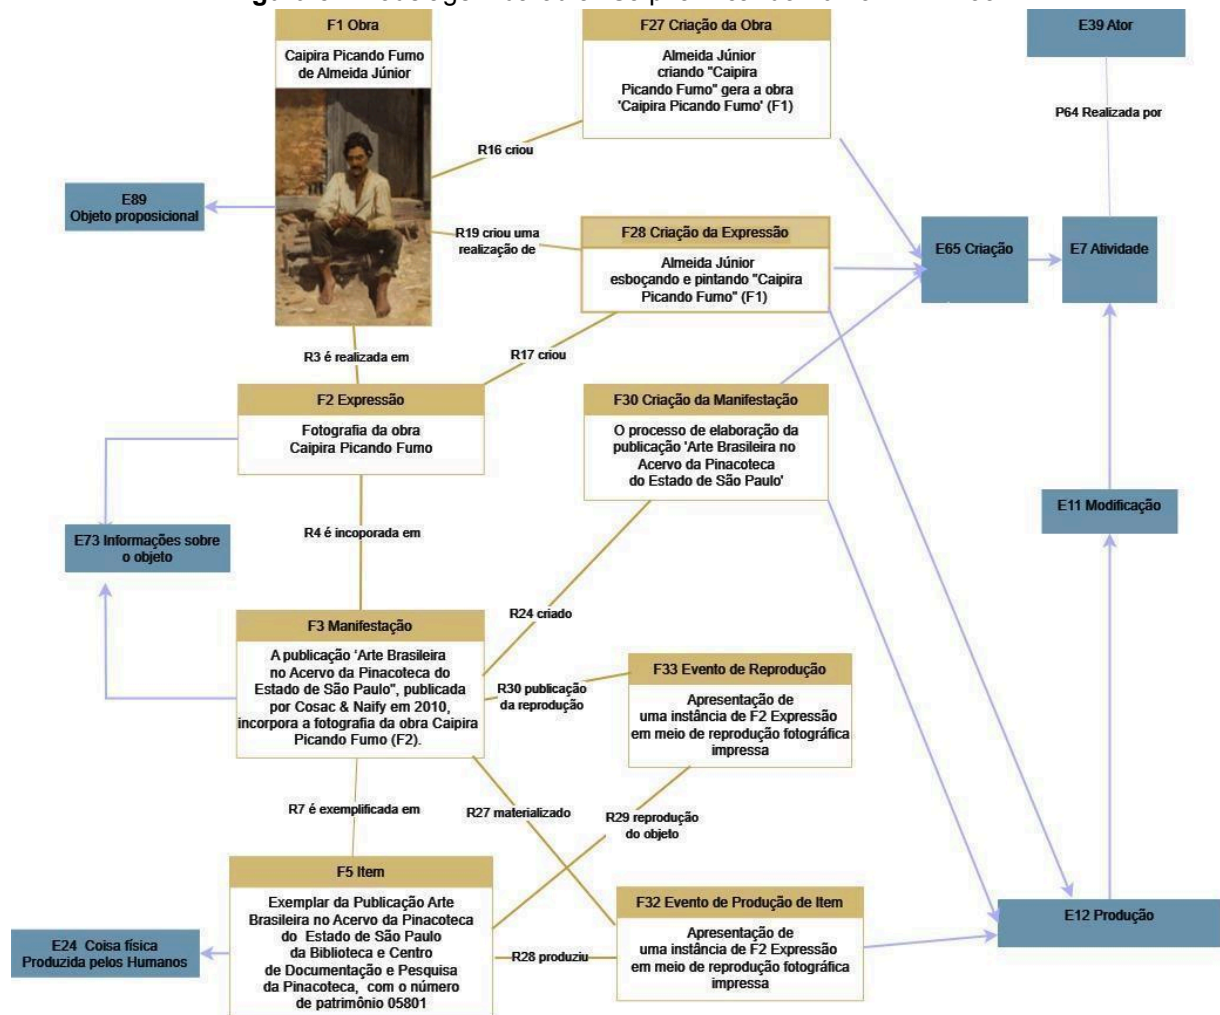 F1 Obra
Caipira Picando Fumo
de Almeida Júnior
F27 Criação da Obra
Almeida Júnior
criando "Caipira
Picando Fumo" gera a obra
'Caipira Picando Fumo' (F1)
E39 Ator
P64 Realizada por
R16 criou
E89
Objeto proposicional
R19 criou uma
realização de
F28 Criação da Expressão
Almeida Júnior
esboçando e pintando "Caipira
Picando Fumo" (F1)
E65 Criação
E7 Atividade
R3 é realizada em
R17 criou
F2 Expressão
Fotografia da obra
Caipira Picando Fumo
F30 Criação da Manifestação
O processo de elaboração da
publicação 'Arte Brasileira no
Acervo da Pinacoteca
do Estado de São Paulo'
E11 Modificação
R4 é incoporada em
E73 Informações sobre
o objeto
R24 criado
F3 Manifestação
A publicação 'Arte Brasileira
no Acervo da Pinacoteca do
Estado de São Paulo", publicada
por Cosac & Naify em 2010,
incorpora a fotografia da obra Caipira
Picando Fumo (F2).
R30 publicação
da reprodução
F33 Evento de Reprodução
Apresentação de
uma instância de F2 Expressão
em meio de reprodução fotográfica
impressa
R7 é exemplificada em
R27 materializado
R29 reprodução
do objeto
F5 Item
Exemplar da Publicação Arte
Brasileira no Acervo da Pinacoteca
do Estado de São Paulo
da Biblioteca e Centro
de Documentação e Pesquisa
da Pinacoteca, com o número
de patrimônio 05801
E24 Coisa física
Produzida pelos Humanos
R28 produziu
F32 Evento de Produção de Item
Apresentação de
uma instância de F2 Expressão
em meio de reprodução fotográfica
impressa
E12 Produção